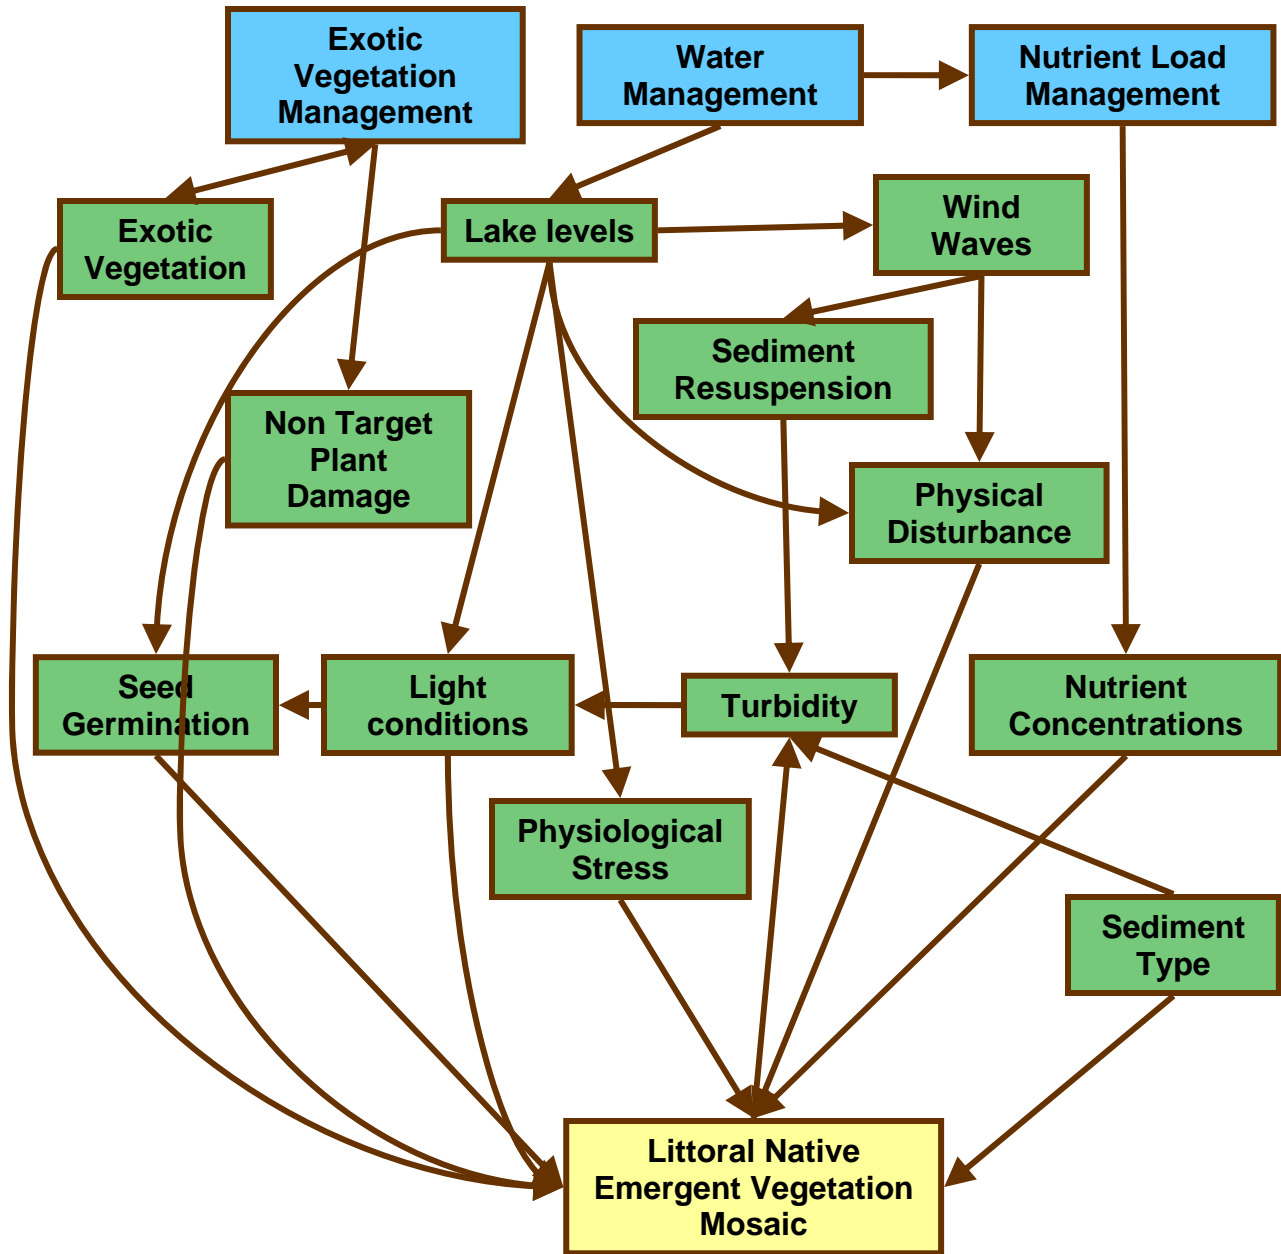 Exotic
Vegetation
Management
Water
Management
Nutrient Load
Management
Exotic
Vegetation
Lake levels
Wind
Waves
Sediment
Resuspension
Non Target
Plant
Damage
Physical
Disturbance
Seed
Germination
Light
conditions
Turbidity
Nutrient
Concentrations
Physiological
Stress
Sediment
Type
Littoral Native
Emergent Vegetation
Mosaic